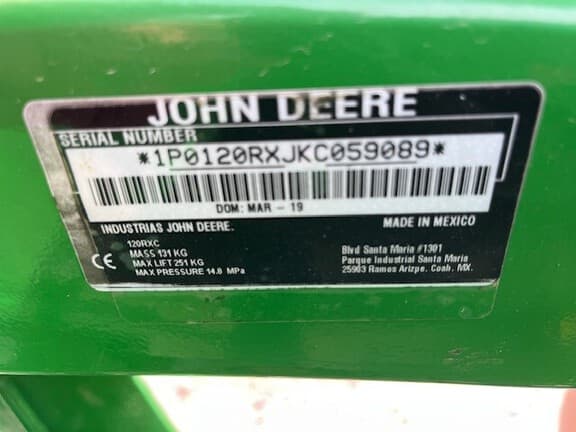 JOHN DEERE
SERIAL NUMBER
*1P0120RXJKC059089*
DOM: MAR - 19
INDUSTRIAS JOHN DEERE.
MADE IN MEXICO
120RXC
MASS 131 KG
MAX LIFT 251 KG
MAX PRESSURE 14.8 MPa
CE
Blvd Santa Maria #1301
Parque Industrial Santa Maria
25903 Ramos Arizpe. Coah. MX.